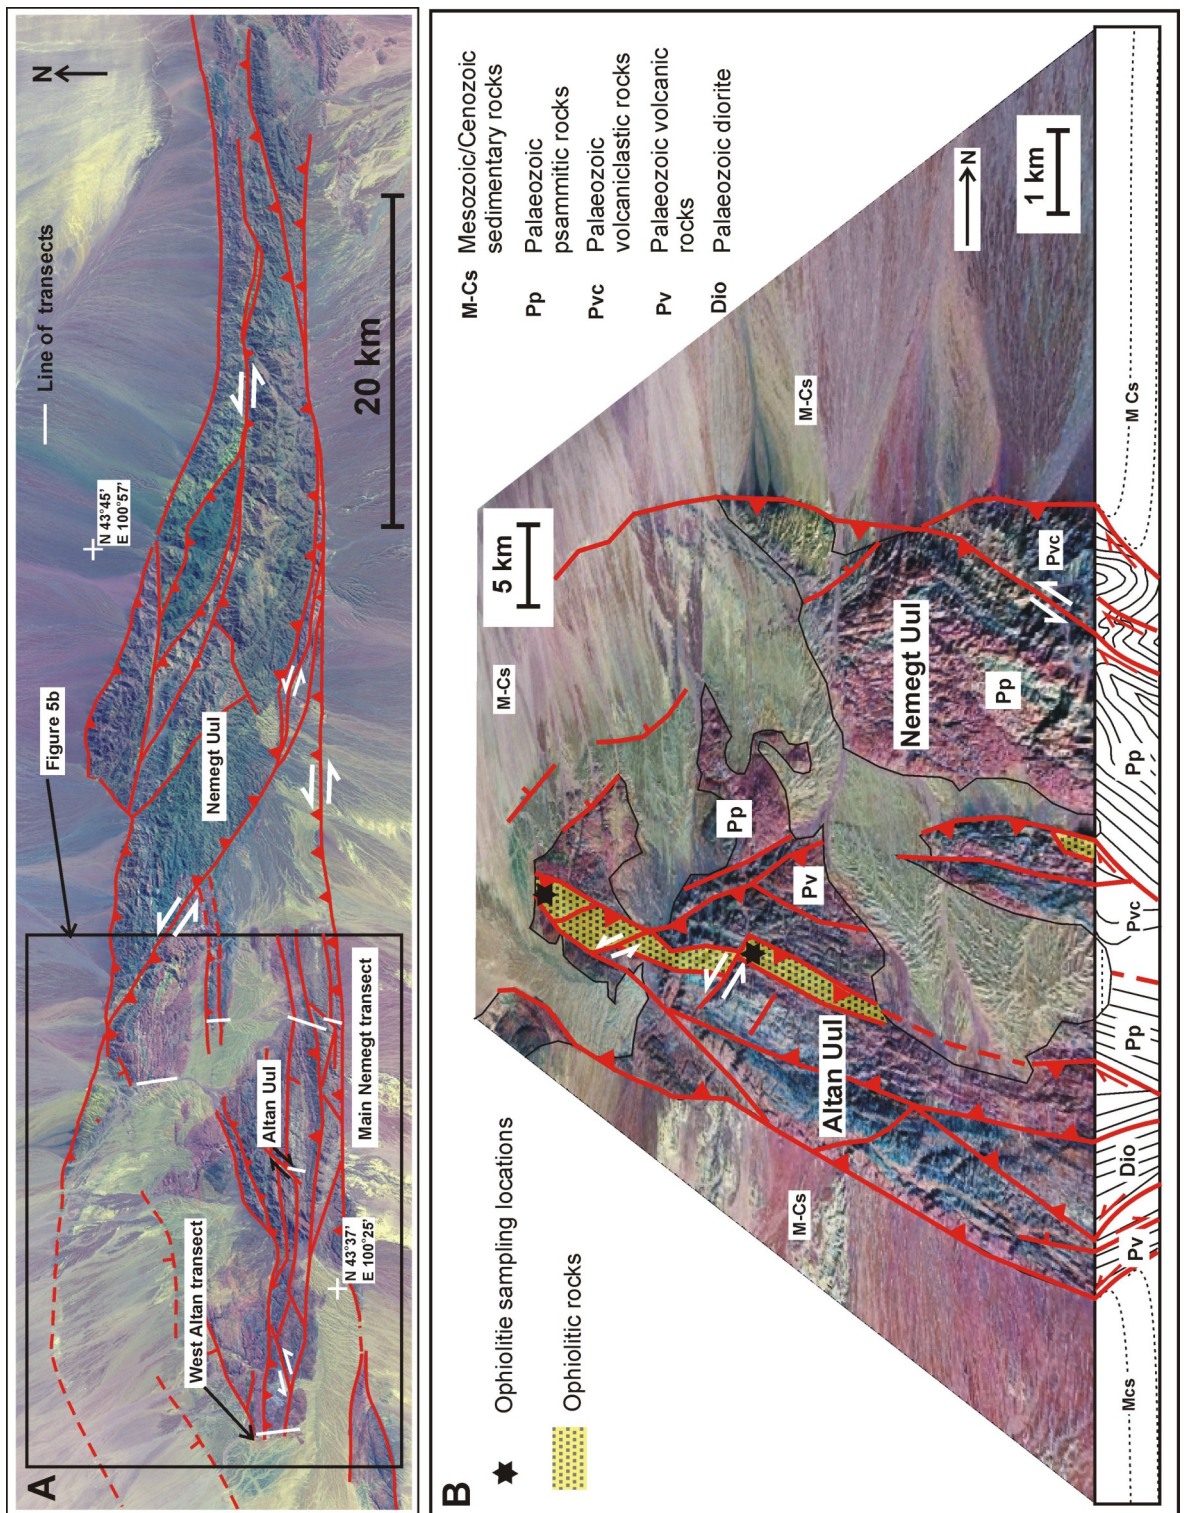 A
N
Line of transects
N 43°45'
E 100°57'
20 km
Figure 5b
Nemegt Uul
Altan Uul
West Altan transect
Main Nemegt transect
N 43°37'
E 100°25'
B
Ophiolitie sampling locations
Ophiolitic rocks
M-Cs Mesozoic/Cenozoic
sedimentary rocks
Pp Palaeozoic
psammitic rocks
Pvc Palaeozoic
volcaniclastic rocks
Pv Palaeozoic volcanic
rocks
Dio Palaeozoic diorite
5 km
N
1 km
M-Cs
M-Cs
M-Cs
Pp
Pv
Nemegt Uul
Pp
Pvc
Altan Uul
Mcs
Pv
Dio
Pp
Pvc
Pp
M Cs